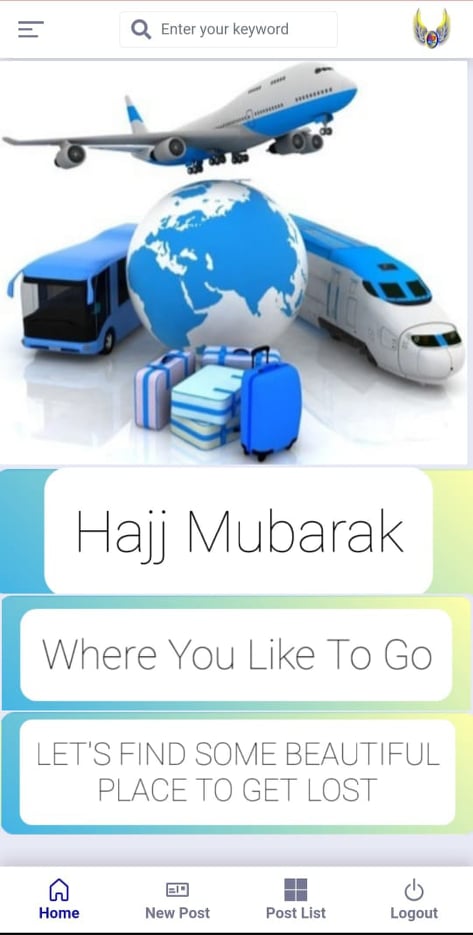 Enter your keyword
Hajj Mubarak
Where You Like To Go
LET'S FIND SOME BEAUTIFUL
PLACE TO GET LOST
Home
New Post
Post List
Logout